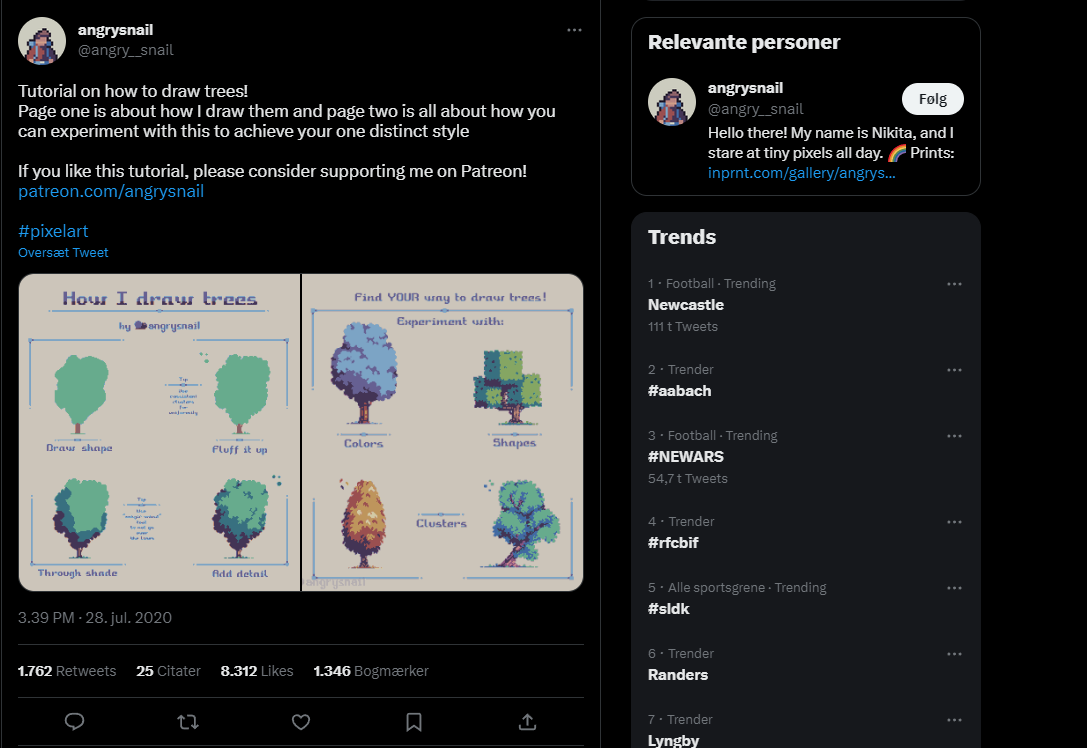 angrysnail
@angry__snail
Tutorial on how to draw trees!
Page one is about how I draw them and page two is all about how you
can experiment with this to achieve your one distinct style
If you like this tutorial, please consider supporting me on Patreon!
patreon.com/angrysnail
#pixelart
Oversæt Tweet
How I draw trees
by angrysnail
Tip
Draw shape
Fluff it up
Tip
Through shade
Add detail
Find YOUR way to draw trees!
Experiment with:
Colors
Shapes
Clusters
@angrysnail
3.39 PM · 28. jul. 2020
1.762 Retweets 25 Citater 8.312 Likes 1.346 Bogmærker
Relevante personer
angrysnail
@angry__snail
Følg
Hello there! My name is Nikita, and I
stare at tiny pixels all day. 🌈 Prints:
inprnt.com/gallery/angrys...
Trends
1 · Football · Trending
Newcastle
111 t Tweets
2 · Trender
#aabach
3 · Football · Trending
#NEWARS
54,7 t Tweets
4 · Trender
#rfcbif
5 · Alle sportsgrene · Trending
#sldk
6 · Trender
Randers
7 · Trender
Lyngby